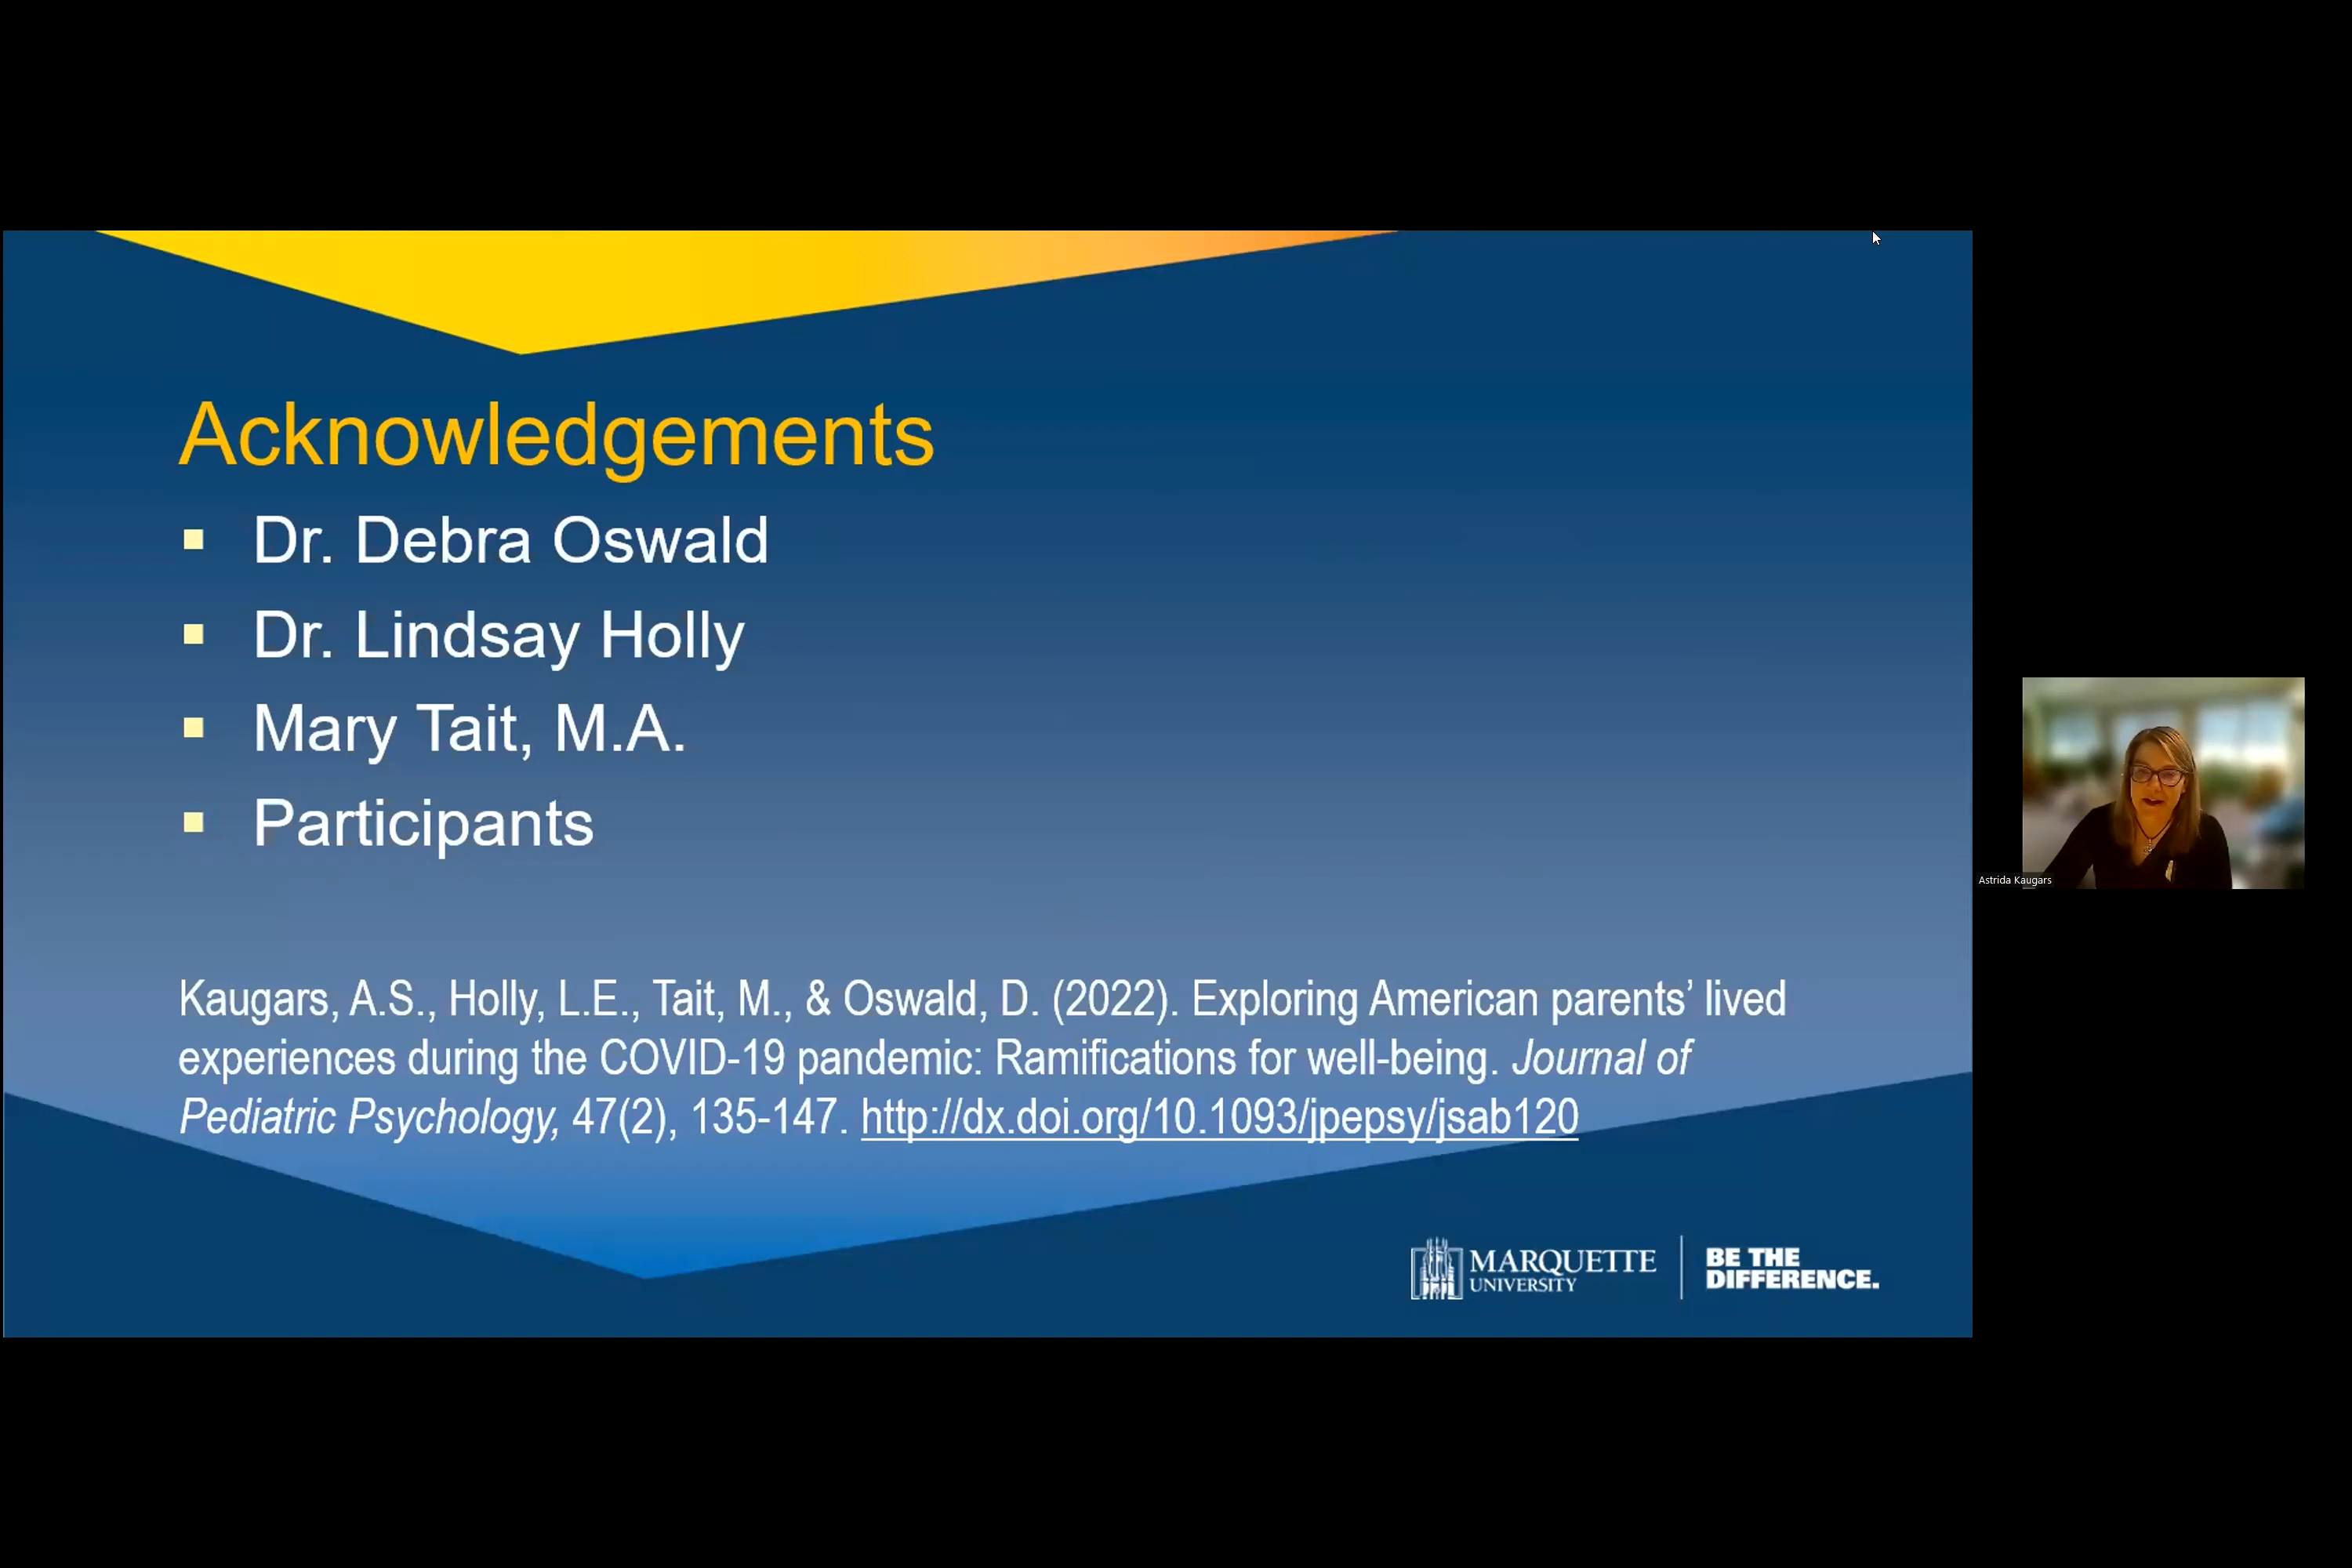 Acknowledgements
Dr. Debra Oswald
Dr. Lindsay Holly
Mary Tait, M.A.
Participants
Kaugars, A.S., Holly, L.E., Tait, M., & Oswald, D. (2022). Exploring American parents’ lived
experiences during the COVID-19 pandemic: Ramifications for well-being. Journal of
Pediatric Psychology, 47(2), 135-147. http://dx.doi.org/10.1093/jpepsy/jsab120
MARQUETTE
UNIVERSITY
BE THE
DIFFERENCE.
Astrida Kaugars